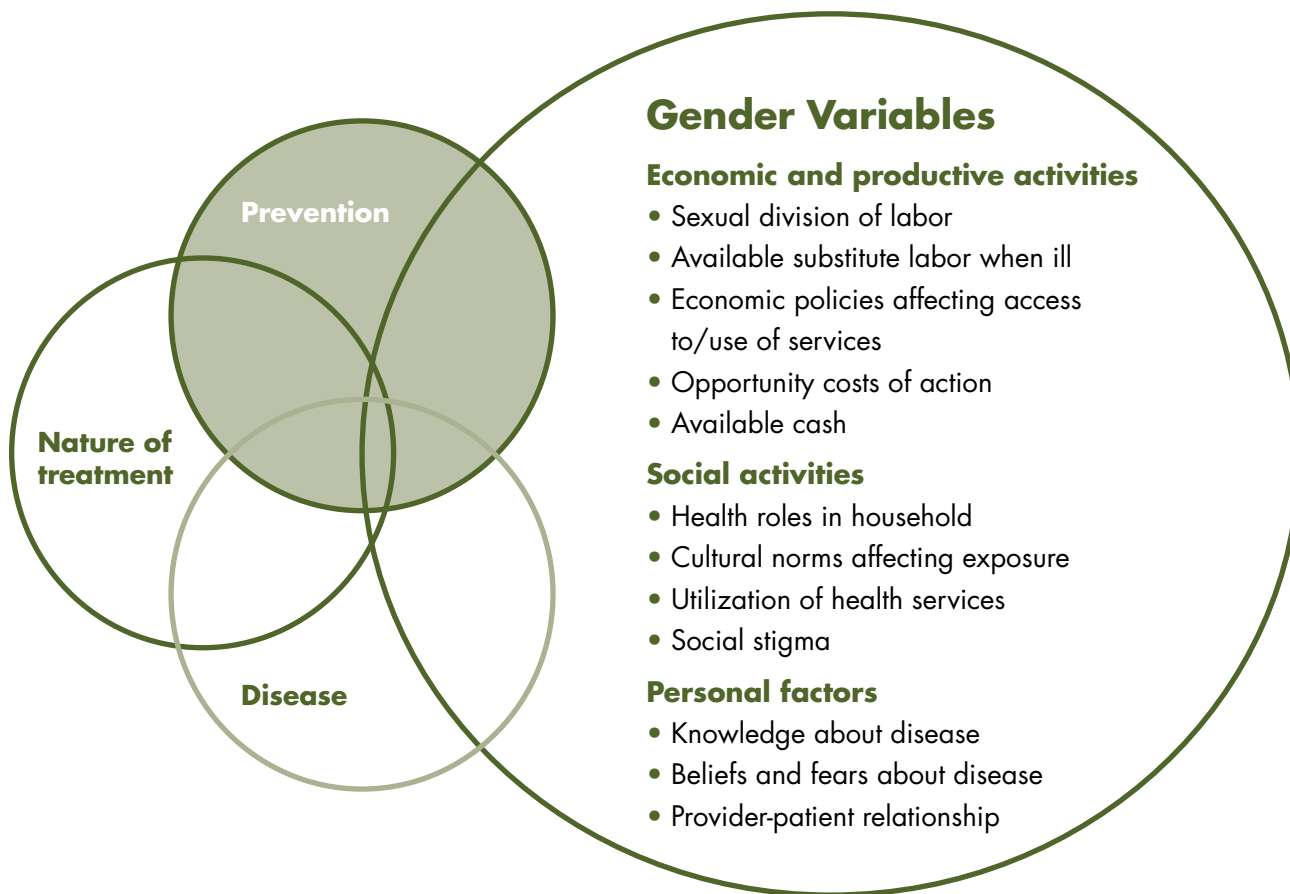 Gender Variables
Economic and productive activities
• Sexual division of labor
• Available substitute labor when ill
• Economic policies affecting access
to/use of services
• Opportunity costs of action
• Available cash
Social activities
• Health roles in household
• Cultural norms affecting exposure
• Utilization of health services
• Social stigma
Personal factors
• Knowledge about disease
• Beliefs and fears about disease
• Provider-patient relationship
Prevention
Nature of
treatment
Disease